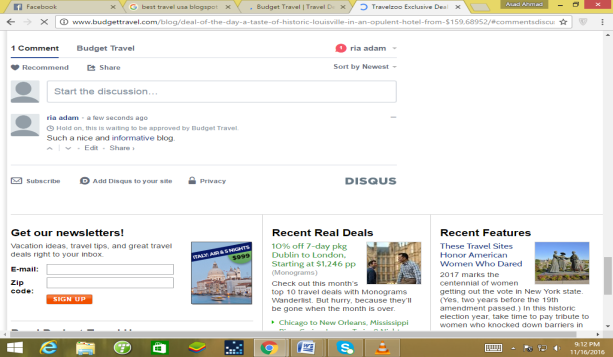 Facebook
best travel usa blogspot
Budget Travel | Travel De
Travelzoo Exclusive Deal
Asad Ahmad
www.budgettravel.com/blog/deal-of-the-day-a-taste-of-historic-louisville-in-an-opulent-hotel-from-$159.68952/#commentsdiscu
1 Comment
Budget Travel
1
ria adam
Recommend
Share
Sort by Newest
Start the discussion…
ria adam • a few seconds ago
Hold on, this is waiting to be approved by Budget Travel
Such a nice and informative blog.
Edit • Share ›
Subscribe
Add Disqus to your site
Privacy
DISQUS
Get our newsletters!
Vacation ideas, travel tips, and great travel
deals right to your inbox.
E-mail:
Zip
code:
SIGN UP
ITALY: AIR & 5 NIGHTS
$999
Recent Real Deals
10% off 7-day pkg
Dublin to London,
Starting at $1,246 pp
(Monograms)
Check out this month's
top 10 travel deals with Monograms
Wanderlist. But hurry, because they'll
be gone when the month is over.
Chicago to New Orleans, Mississippi
Recent Features
These Travel Sites
Honor American
Women Who Dared
2017 marks the
centennial of women
getting out the vote in New York state.
(Yes, two years before the 19th
amendment passed.) In this historic
election year, take time to pay tribute to
women who knocked down barriers in
9:12 PM
11/16/2016